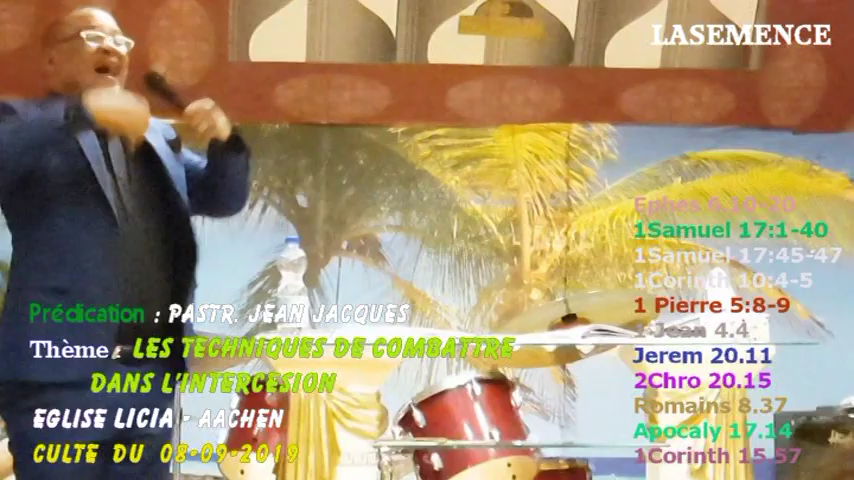 LASEMENCE
Ephes 6.10-20
1Samuel 17:1-40
1Samuel 17:45-47
1Corinth 10:4-5
1 Pierre 5:8-9
1 Jean 4.4
Jerem 20.11
2Chro 20.15
Romains 8.37
Apocaly 17.14
1Corinth 15.57
Prédication : PASTR. JEAN JACQUES
Thème : LES TECHNIQUES DE COMBATTRE
DANS L'INTERCESION
EGLISE LICIA - AACHEN
CULTE DU 08-09-2019